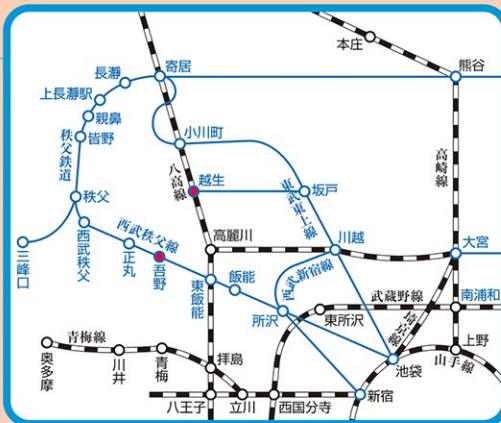 本庄
熊谷
長瀞
寄居
上長瀞駅
親鼻
皆野
小川町
秩父鉄道
八高線
高崎線
秩父
越生
坂戸
東武東上線
西武秩父線
西武秩父
三峰口
正丸
吾野
高麗川
川越
大宮
東飯能
飯能
西武新宿線
武蔵野線
南浦和
所沢
東所沢
埼京線
青梅線
奥多摩
川井
青梅
拝島
池袋
上野
山手線
八王子
立川
西国分寺
新宿